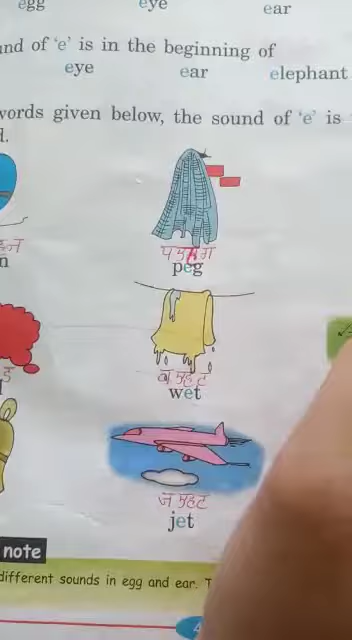 egg eye ear
nd of 'e' is in the beginning of
eye ear elephant
words given below, the sound of 'e' is
d.
peg
wet
jet
note
different sounds in egg and ear. T